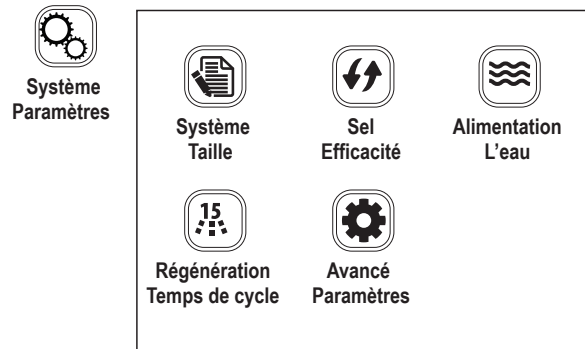 Système
Paramètres
Système
Taille
Sel
Efficacité
Alimentation
L'eau
15
Régénération
Temps de cycle
Avancé
Paramètres